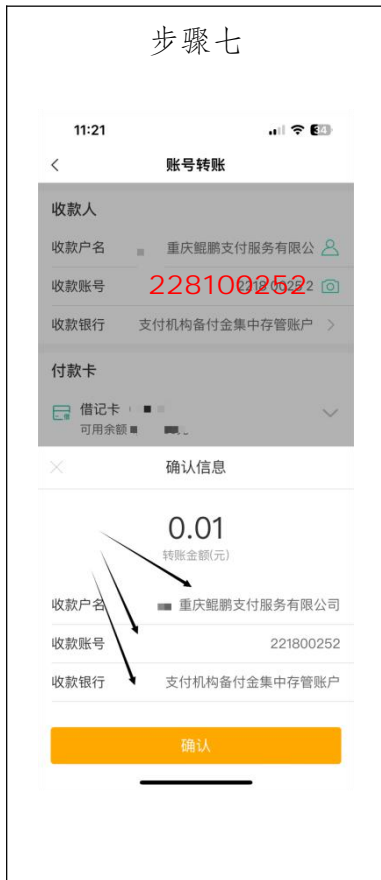 步骤七
11:21
34
账号转账
收款人
收款户名 重庆鲲鹏支付服务有限公
收款账号 228100252
收款银行 支付机构备付金集中存管账户
付款卡
借记卡
可用余额
确认信息
0.01
转账金额(元)
收款户名 重庆鲲鹏支付服务有限公司
收款账号 221800252
收款银行 支付机构备付金集中存管账户
确认